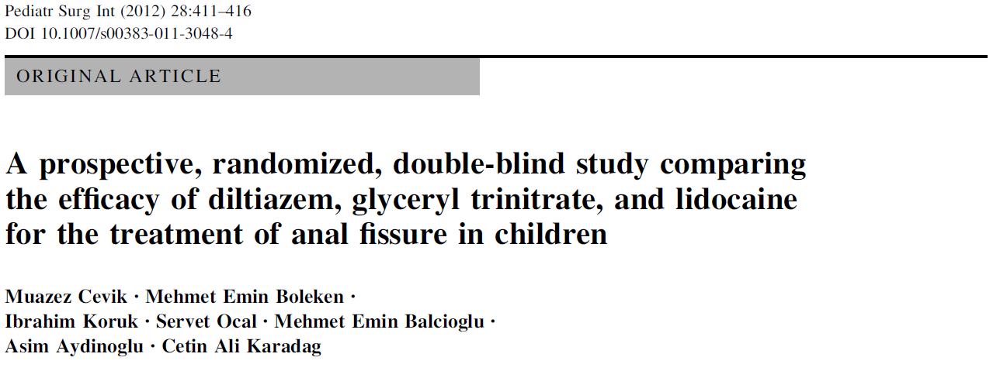 Pediatr Surg Int (2012) 28:411–416
DOI 10.1007/s00383-011-3048-4
ORIGINAL ARTICLE
A prospective, randomized, double-blind study comparing
the efficacy of diltiazem, glyceryl trinitrate, and lidocaine
for the treatment of anal fissure in children
Muazez Cevik · Mehmet Emin Boleken ·
Ibrahim Koruk · Servet Ocal · Mehmet Emin Balcioglu ·
Asim Aydinoglu · Cetin Ali Karadag